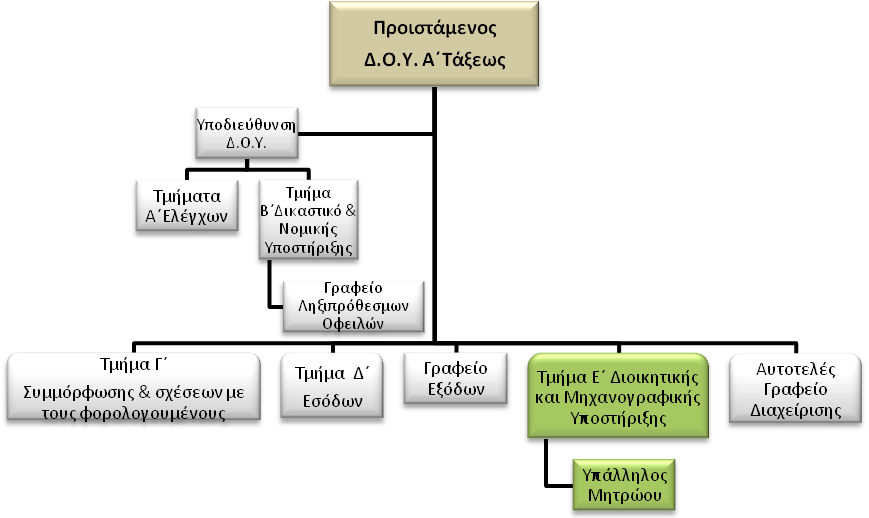 Προιστάμενος
Δ.Ο.Υ. Α΄Τάξεως
Υποδιεύθυνση
Δ.Ο.Υ.
Τμήματα
Α΄Ελέγχων
Τμήμα
Β΄Δικαστικό &
Νομικής
Υποστήριξης
Γραφείο
Ληξιπρόθεσμων
Οφειλών
Τμήμα Γ΄
Συμμόρφωσης & σχέσεων με
τους φορολογουμένους
Τμήμα Δ΄
Εσόδων
Γραφείο
Εξόδων
Τμήμα Ε΄ Διοικητικής
και Μηχανογραφικής
Υποστήριξης
Υπάλληλος
Μητρώου
Αυτοτελές
Γραφείο
Διαχείρισης